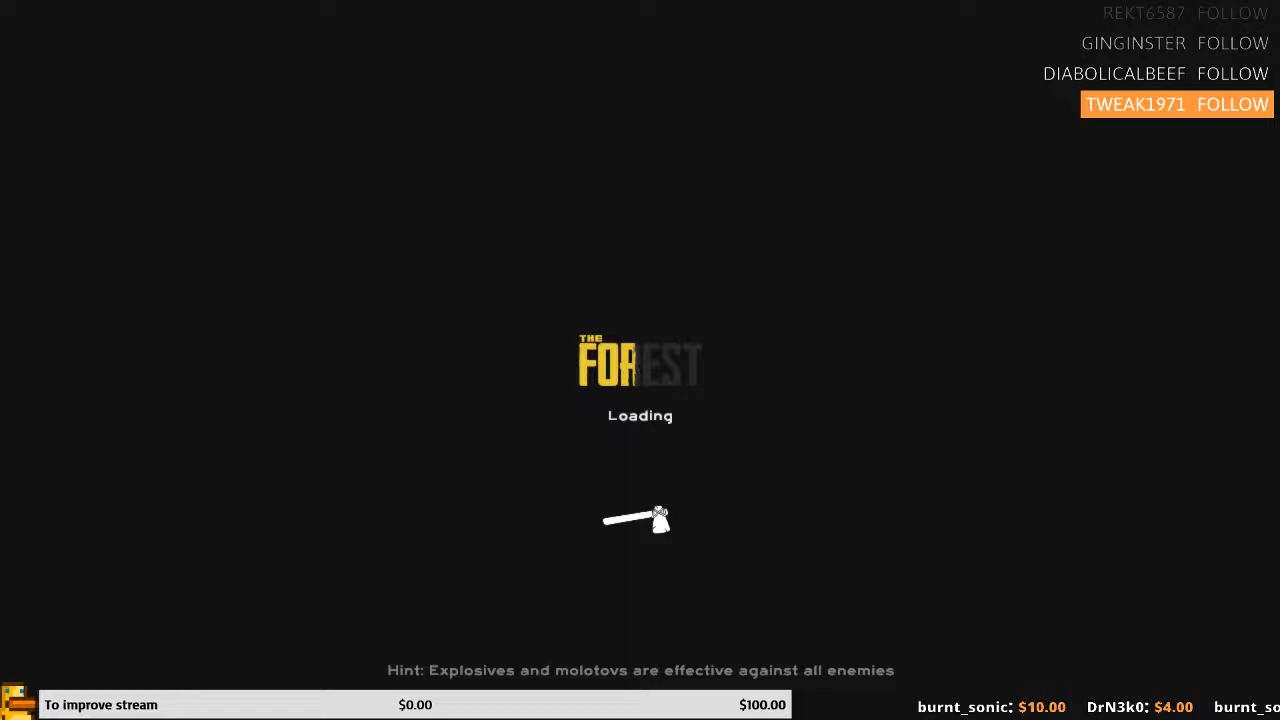 REKT6587 FOLLOW
GINGINSTER FOLLOW
DIABOLICALBEEF FOLLOW
TWEAK1971 FOLLOW
THE
FOREST
Loading
Hint: Explosives and molotovs are effective against all enemies
To improve stream $0.00 $100.00
burnt_sonic: $10.00 DrN3k0: $4.00 burnt_so